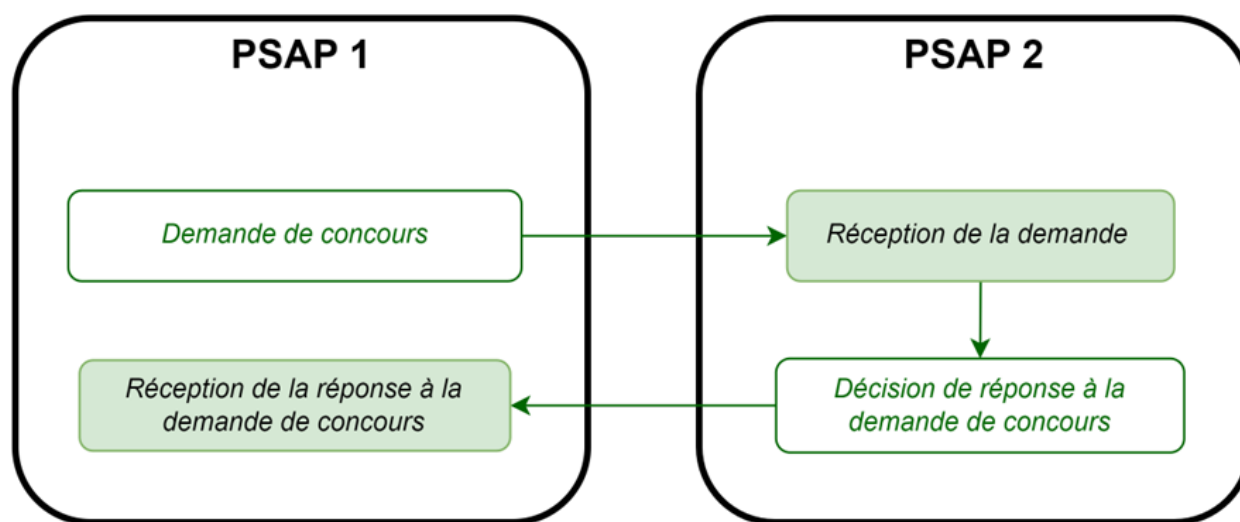 PSAP 1
PSAP 2
Demande de concours
Réception de la demande
Réception de la réponse à la
demande de concours
Décision de réponse à la
demande de concours